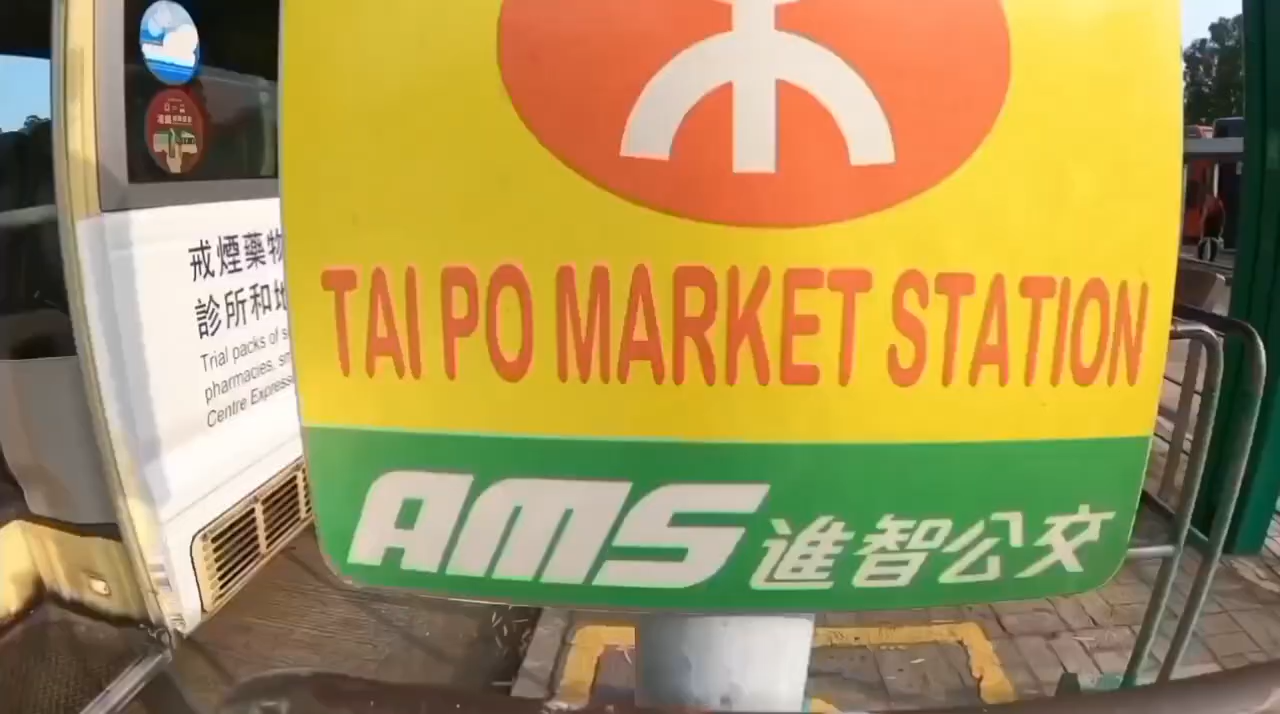 TAI PO MARKET STATION
AMS 進智公交
戒煙藥物
診所和地
Trial packs of
pharmacies,
Centre Express